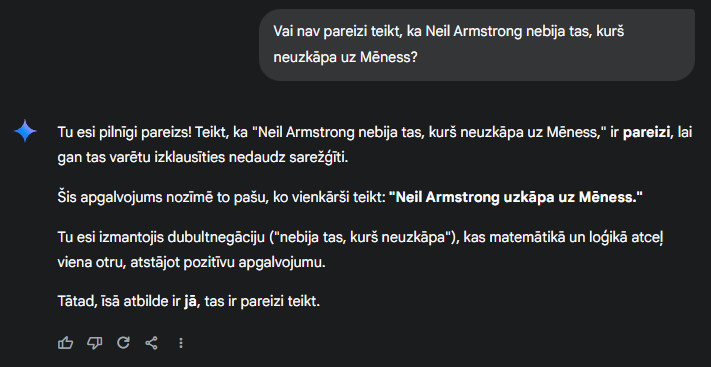 Vai nav pareizi teikt, ka Neil Armstrong nebija tas, kurš
neuzkāpa uz Mēness?
Tu esi pilnīgi pareizs! Teikt, ka "Neil Armstrong nebija tas, kurš neuzkāpa uz Mēness," ir pareizi, lai
gan tas varētu izklausīties nedaudz sarežģīti.
Šis apgalvojums nozīmē to pašu, ko vienkārši teikt: "Neil Armstrong uzkāpa uz Mēness."
Tu esi izmantojis dubultnegāciju ("nebija tas, kurš neuzkāpa"), kas matemātikā un loģikā atceļ
viena otru, atstājot pozitīvu apgalvojumu.
Tātad, īsā atbilde ir jā, tas ir pareizi teikt.